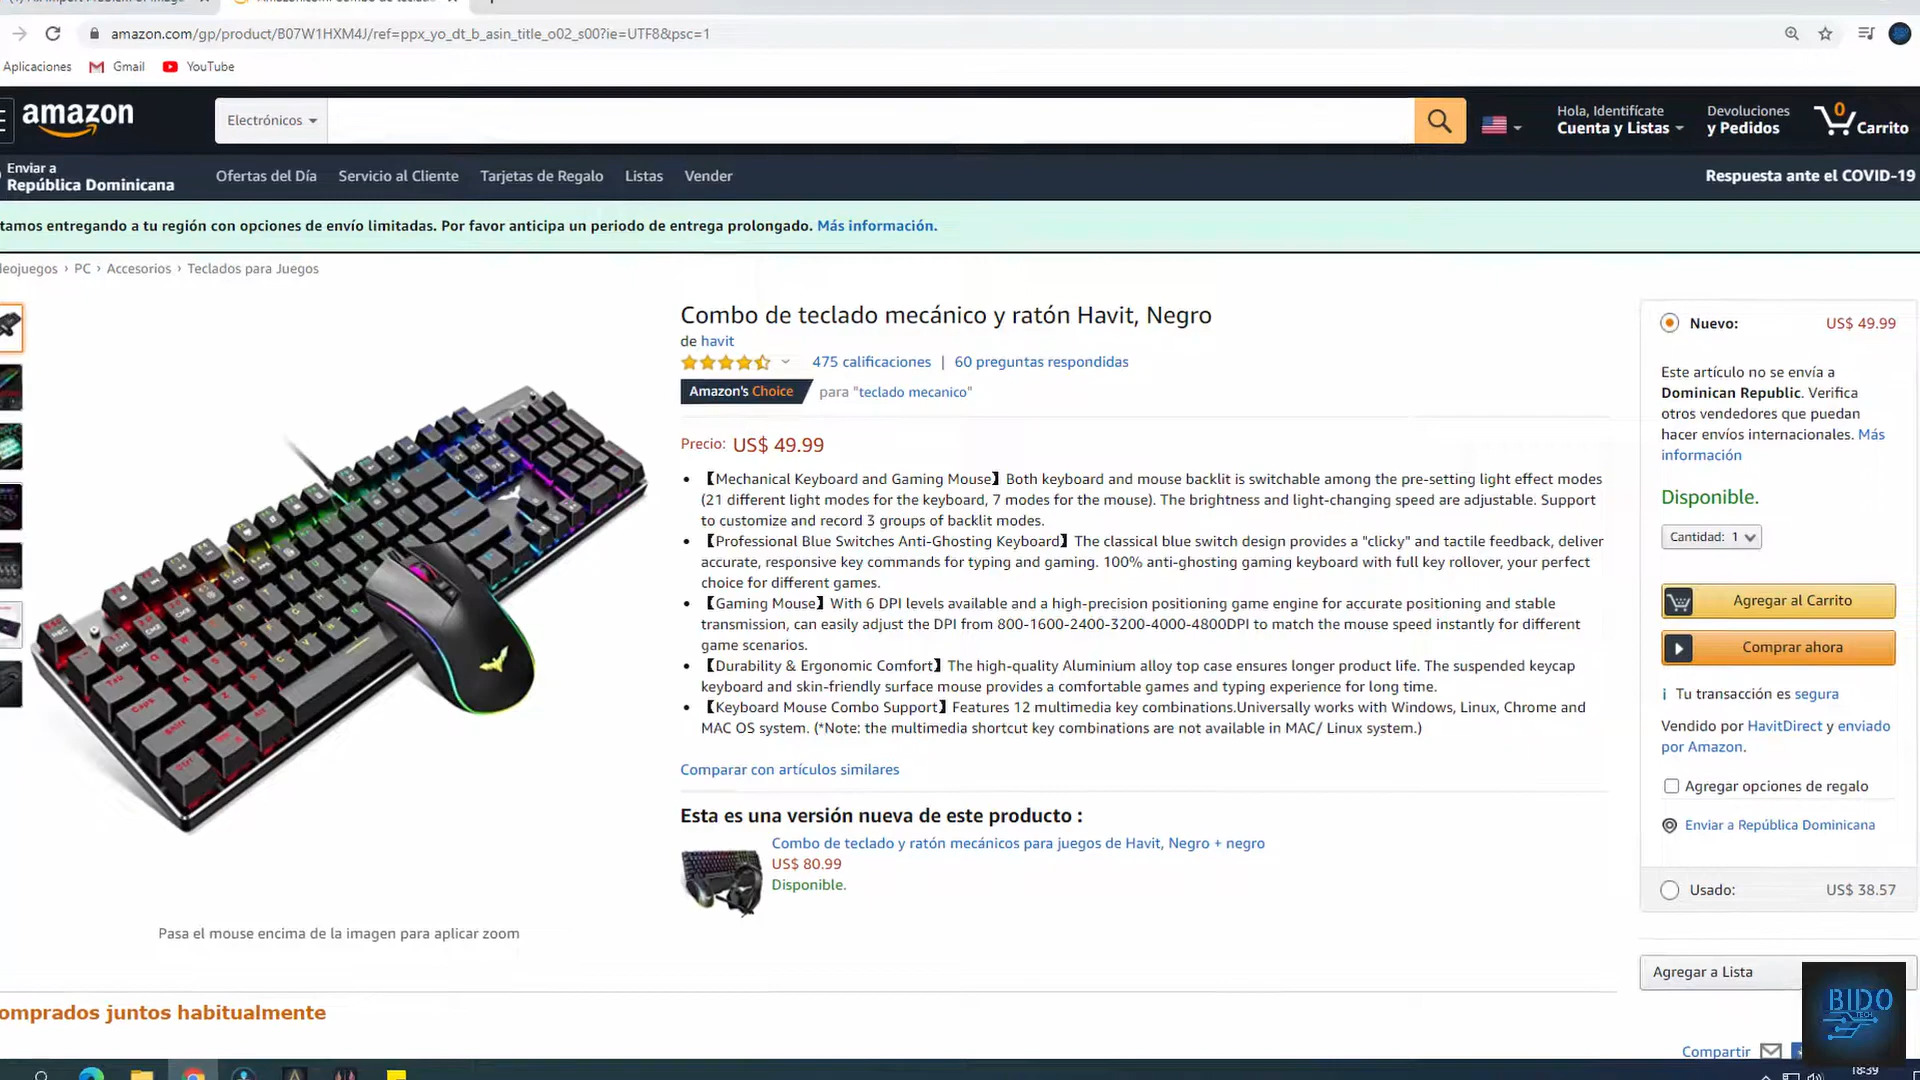 amazon.com/gp/product/B07W1HXM4J/ref=ppx_yo_dt_b_asin_title_o02_s00?ie=UTF8&psc=1
Aplicaciones Gmail YouTube
amazon
Electrónicos
Hola, Identifícate
Cuenta y Listas
Devoluciones
y Pedidos
0
Carrito
Enviar a
República Dominicana
Ofertas del Día Servicio al Cliente Tarjetas de Regalo Listas Vender
Respuesta ante el COVID-19
tamos entregando a tu región con opciones de envío limitadas. Por favor anticipa un periodo de entrega prolongado. Más información.
leojuegos › PC › Accesorios › Teclados para Juegos
Combo de teclado mecánico y ratón Havit, Negro
de havit
475 calificaciones | 60 preguntas respondidas
Amazon's Choice para "teclado mecanico"
Precio: US$ 49.99
• 【Mechanical Keyboard and Gaming Mouse】Both keyboard and mouse backlit is switchable among the pre-setting light effect modes
(21 different light modes for the keyboard, 7 modes for the mouse). The brightness and light-changing speed are adjustable. Support
to customize and record 3 groups of backlit modes.
• 【Professional Blue Switches Anti-Ghosting Keyboard】The classical blue switch design provides a "clicky" and tactile feedback, deliver
accurate, responsive key commands for typing and gaming. 100% anti-ghosting gaming keyboard with full key rollover, your perfect
choice for different games.
• 【Gaming Mouse】With 6 DPI levels available and a high-precision positioning game engine for accurate positioning and stable
transmission, can easily adjust the DPI from 800-1600-2400-3200-4000-4800DPI to match the mouse speed instantly for different
game scenarios.
• 【Durability & Ergonomic Comfort】The high-quality Aluminium alloy top case ensures longer product life. The suspended keycap
keyboard and skin-friendly surface mouse provides a comfortable games and typing experience for long time.
• 【Keyboard Mouse Combo Support】Features 12 multimedia key combinations.Universally works with Windows, Linux, Chrome and
MAC OS system. (*Note: the multimedia shortcut key combinations are not available in MAC/ Linux system.)
Comparar con artículos similares
Esta es una versión nueva de este producto :
Combo de teclado y ratón mecánicos para juegos de Havit, Negro + negro
US$ 80.99
Disponible.
Pasa el mouse encima de la imagen para aplicar zoom
omprados juntos habitualmente
Nuevo: US$ 49.99
Este artículo no se envía a
Dominican Republic. Verifica
otros vendedores que puedan
hacer envíos internacionales. Más
información
Disponible.
Cantidad: 1
Agregar al Carrito
Comprar ahora
Tu transacción es segura
Vendido por HavitDirect y enviado
por Amazon.
Agregar opciones de regalo
Enviar a República Dominicana
Usado: US$ 38.57
Agregar a Lista
BIDO
TECH
Compartir
18:39